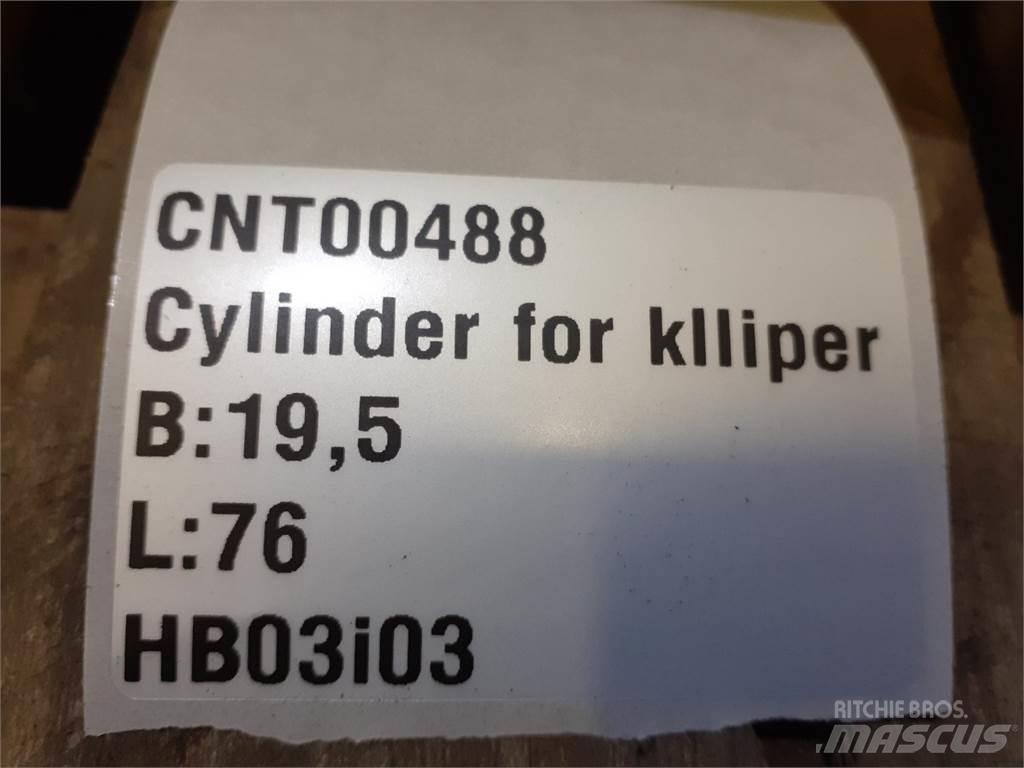 CNT00488
Cylinder for klliper
B:19,5
L:76
HB03i03
RITCHIE BROS.
MASCUS